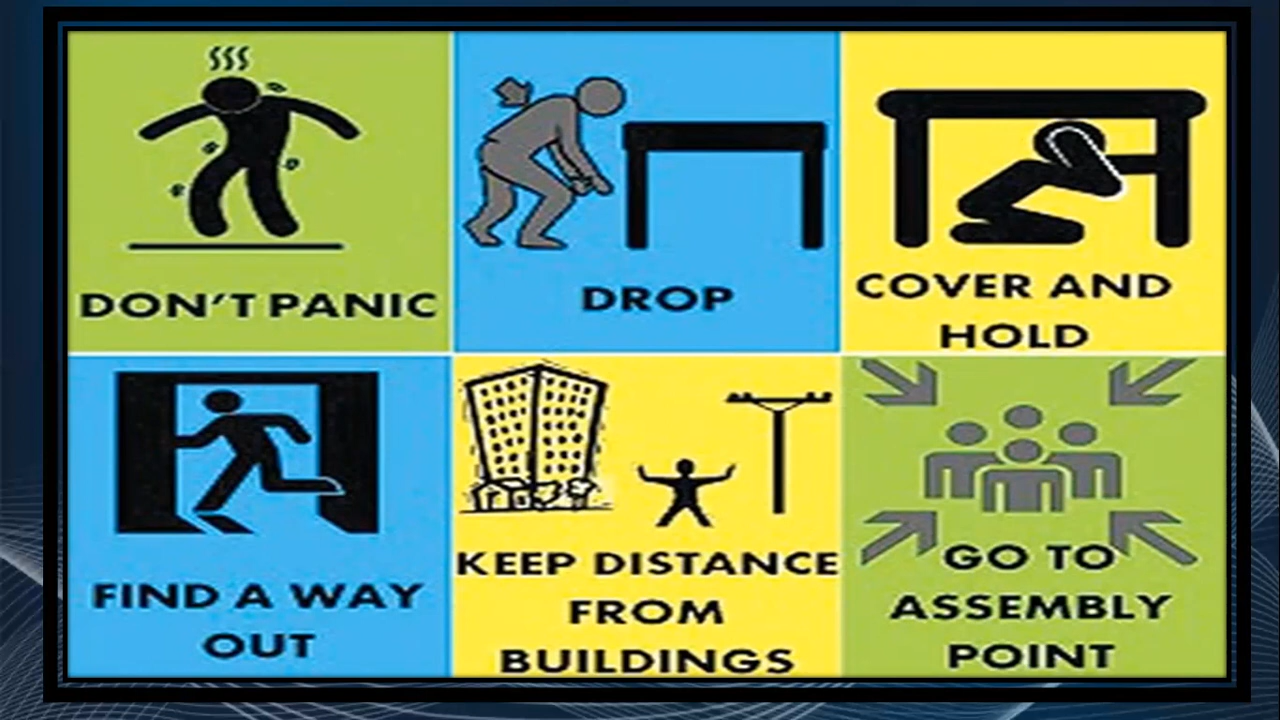 DON'T PANIC
DROP
COVER AND
HOLD
FIND A WAY
OUT
KEEP DISTANCE
FROM
BUILDINGS
GO TO
ASSEMBLY
POINT